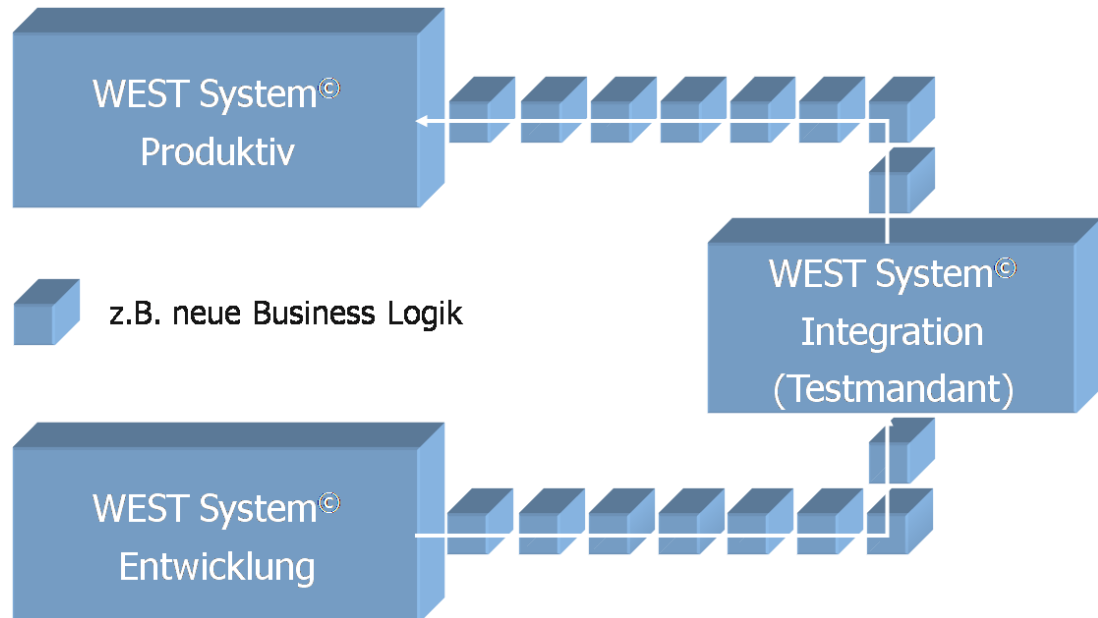 WEST System©
Produktiv
WEST System©
Integration
(Testmandant)
z.B. neue Business Logik
WEST System©
Entwicklung